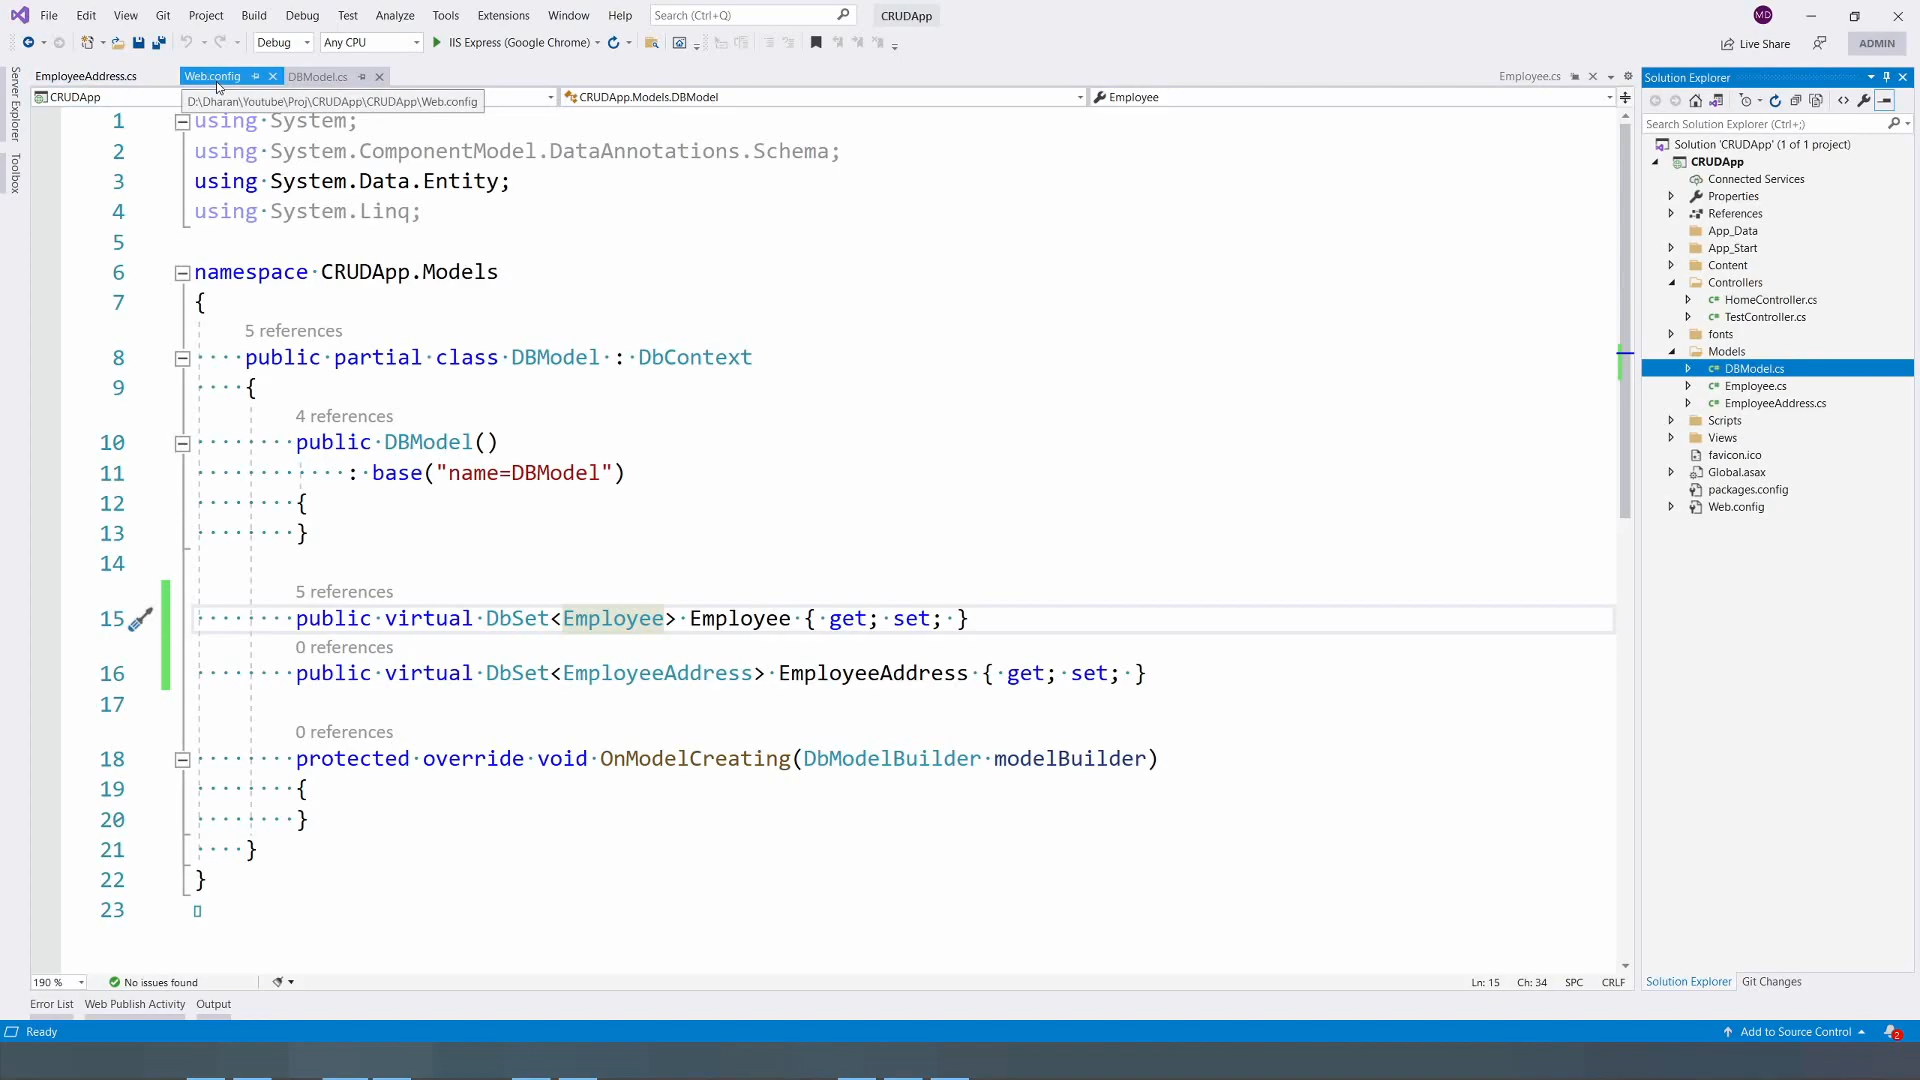 File Edit View Git Project Build Debug Test Analyze Tools Extensions Window Help Search (Ctrl+Q) CRUDApp MD
Debug Any CPU IIS Express (Google Chrome) Live Share ADMIN
EmployeeAddress.cs Web.config DBModel.cs Employee.cs
CRUDApp CRUDApp.Models.DBModel Employee
D:\Dharan\Youtube\Proj\CRUDApp\CRUDApp\Web.config
Server Explorer
Toolbox
1 using System;
2 using System.ComponentModel.DataAnnotations.Schema;
3 using System.Data.Entity;
4 using System.Linq;
5
6 namespace CRUDApp.Models
7 {
5 references
8 public partial class DBModel : DbContext
9 {
4 references
10 public DBModel()
11 : base("name=DBModel")
12 {
13 }
14
5 references
15 public virtual DbSet<Employee> Employee { get; set; }
0 references
16 public virtual DbSet<EmployeeAddress> EmployeeAddress { get; set; }
17
0 references
18 protected override void OnModelCreating(DbModelBuilder modelBuilder)
19 {
20 }
21 }
22 }
23
190 % No issues found Ln: 15 Ch: 34 SPC CRLF
Error List Web Publish Activity Output
Ready Add to Source Control 2
Solution Explorer
Search Solution Explorer (Ctrl+;)
Solution 'CRUDApp' (1 of 1 project)
CRUDApp
Connected Services
Properties
References
App_Data
App_Start
Content
Controllers
HomeController.cs
TestController.cs
fonts
Models
DBModel.cs
Employee.cs
EmployeeAddress.cs
Scripts
Views
favicon.ico
Global.asax
packages.config
Web.config
Solution Explorer Git Changes